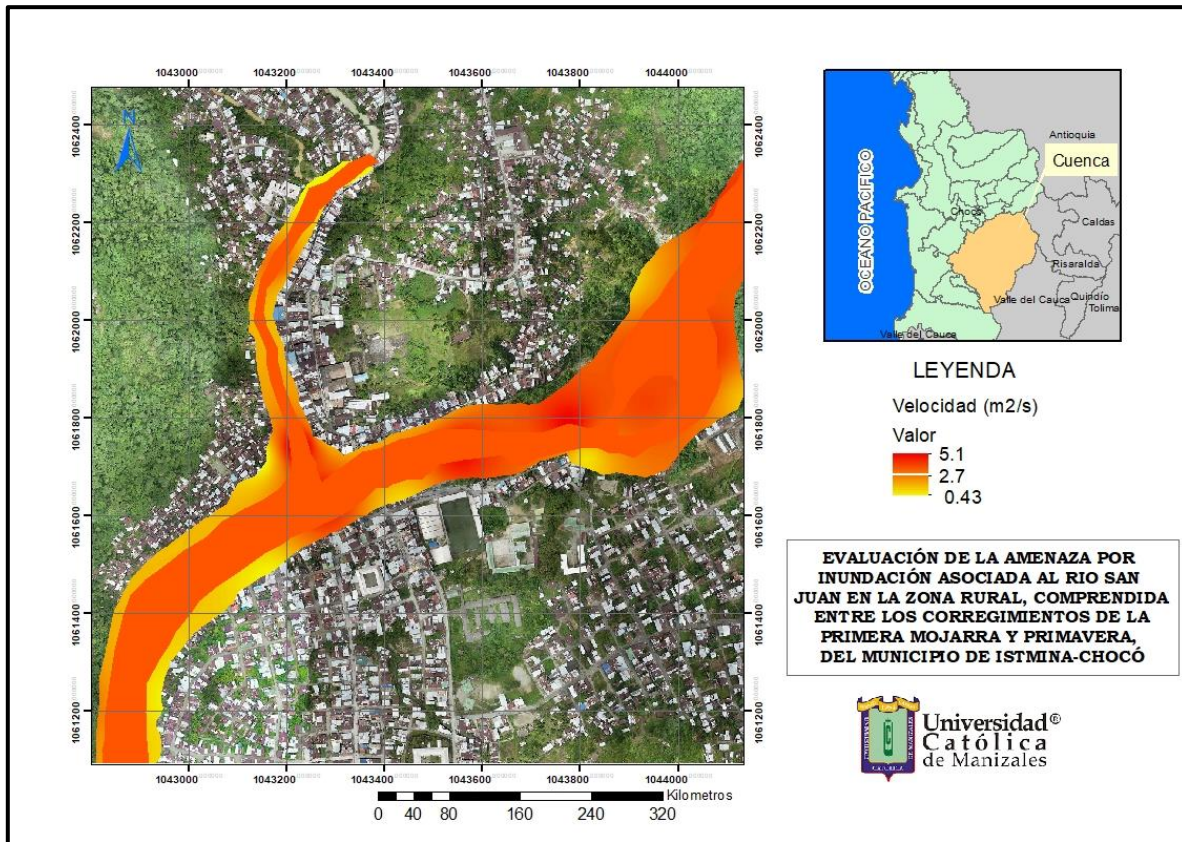 1043000 1043200 1043400 1043600 1043800 1044000
1062400
1062200
1062000
1061800
1061600
1061400
1061200
N
1062400
1062200
1062000
1061800
1061600
1061400
1061200
1043000 1043200 1043400 1043600 1043800 1044000
Kilometros
0 40 80 160 240 320
OCEANO PACIFICO
Antioquia
Cuenca
Chocó
Caldas
Risaralda
Valle del Cauca
Quindío
Tolima
Valle del Cauca
LEYENDA
Velocidad (m2/s)
Valor
5.1
2.7
0.43
EVALUACIÓN DE LA AMENAZA POR
INUNDACIÓN ASOCIADA AL RIO SAN
JUAN EN LA ZONA RURAL, COMPRENDIDA
ENTRE LOS CORREGIMIENTOS DE LA
PRIMERA MOJARRA Y PRIMAVERA,
DEL MUNICIPIO DE ISTMINA-CHOCÓ
Universidad®
Católica
de Manizales